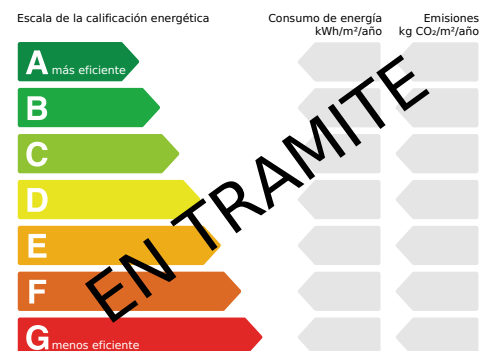 Escala de la calificación energética
Consumo de energía
kWh/m²/año
Emisiones
kg CO₂/m²/año
A más eficiente
B
C
D
E
F
G menos eficiente
EN TRAMITE